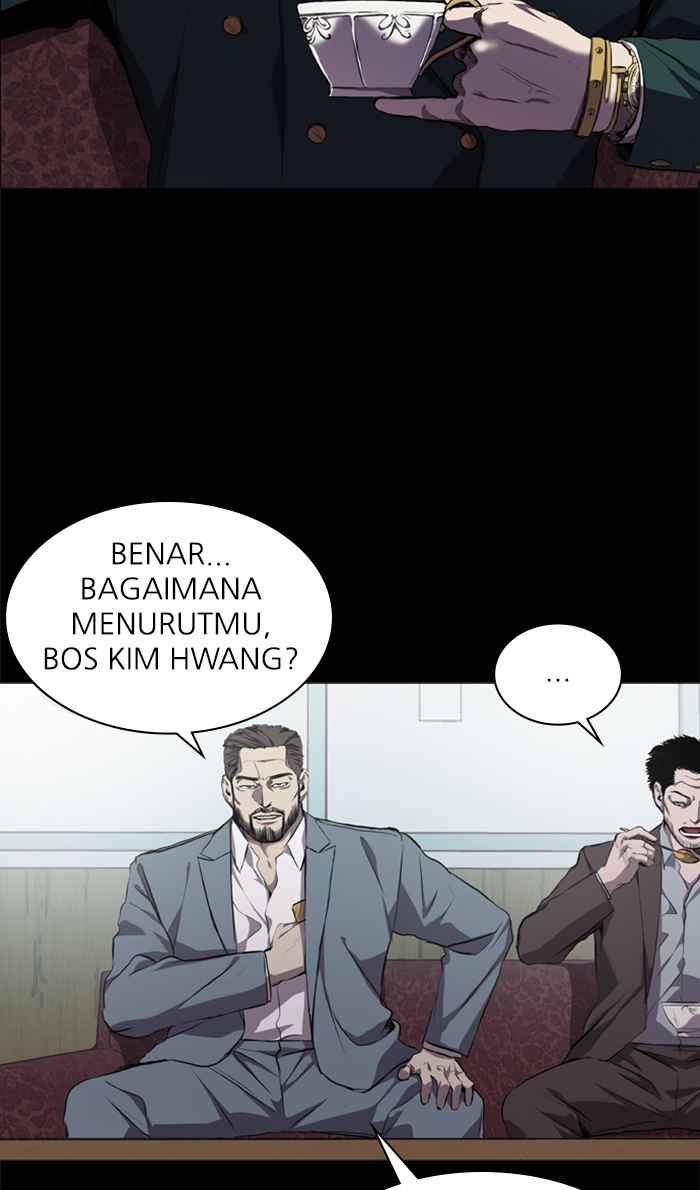 BENAR...
BAGAIMANA
MENURUTMU,
BOS KIM HWANG?
...